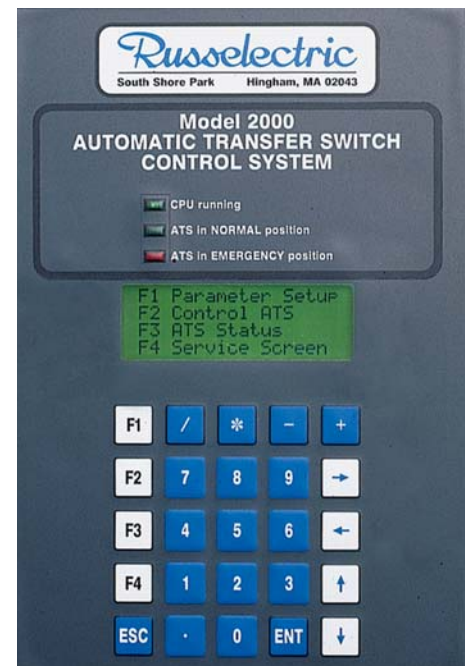 Russelectric
South Shore Park Hingham, MA 02043
Model 2000
AUTOMATIC TRANSFER SWITCH
CONTROL SYSTEM
CPU running
ATS in NORMAL position
ATS in EMERGENCY position
F1 Parameter Setup
F2 Control ATS
F3 ATS Status
F4 Service Screen
F1 / * - +
F2 7 8 9 →
F3 4 5 6 ←
F4 1 2 3 ↑
ESC . 0 ENT ↓